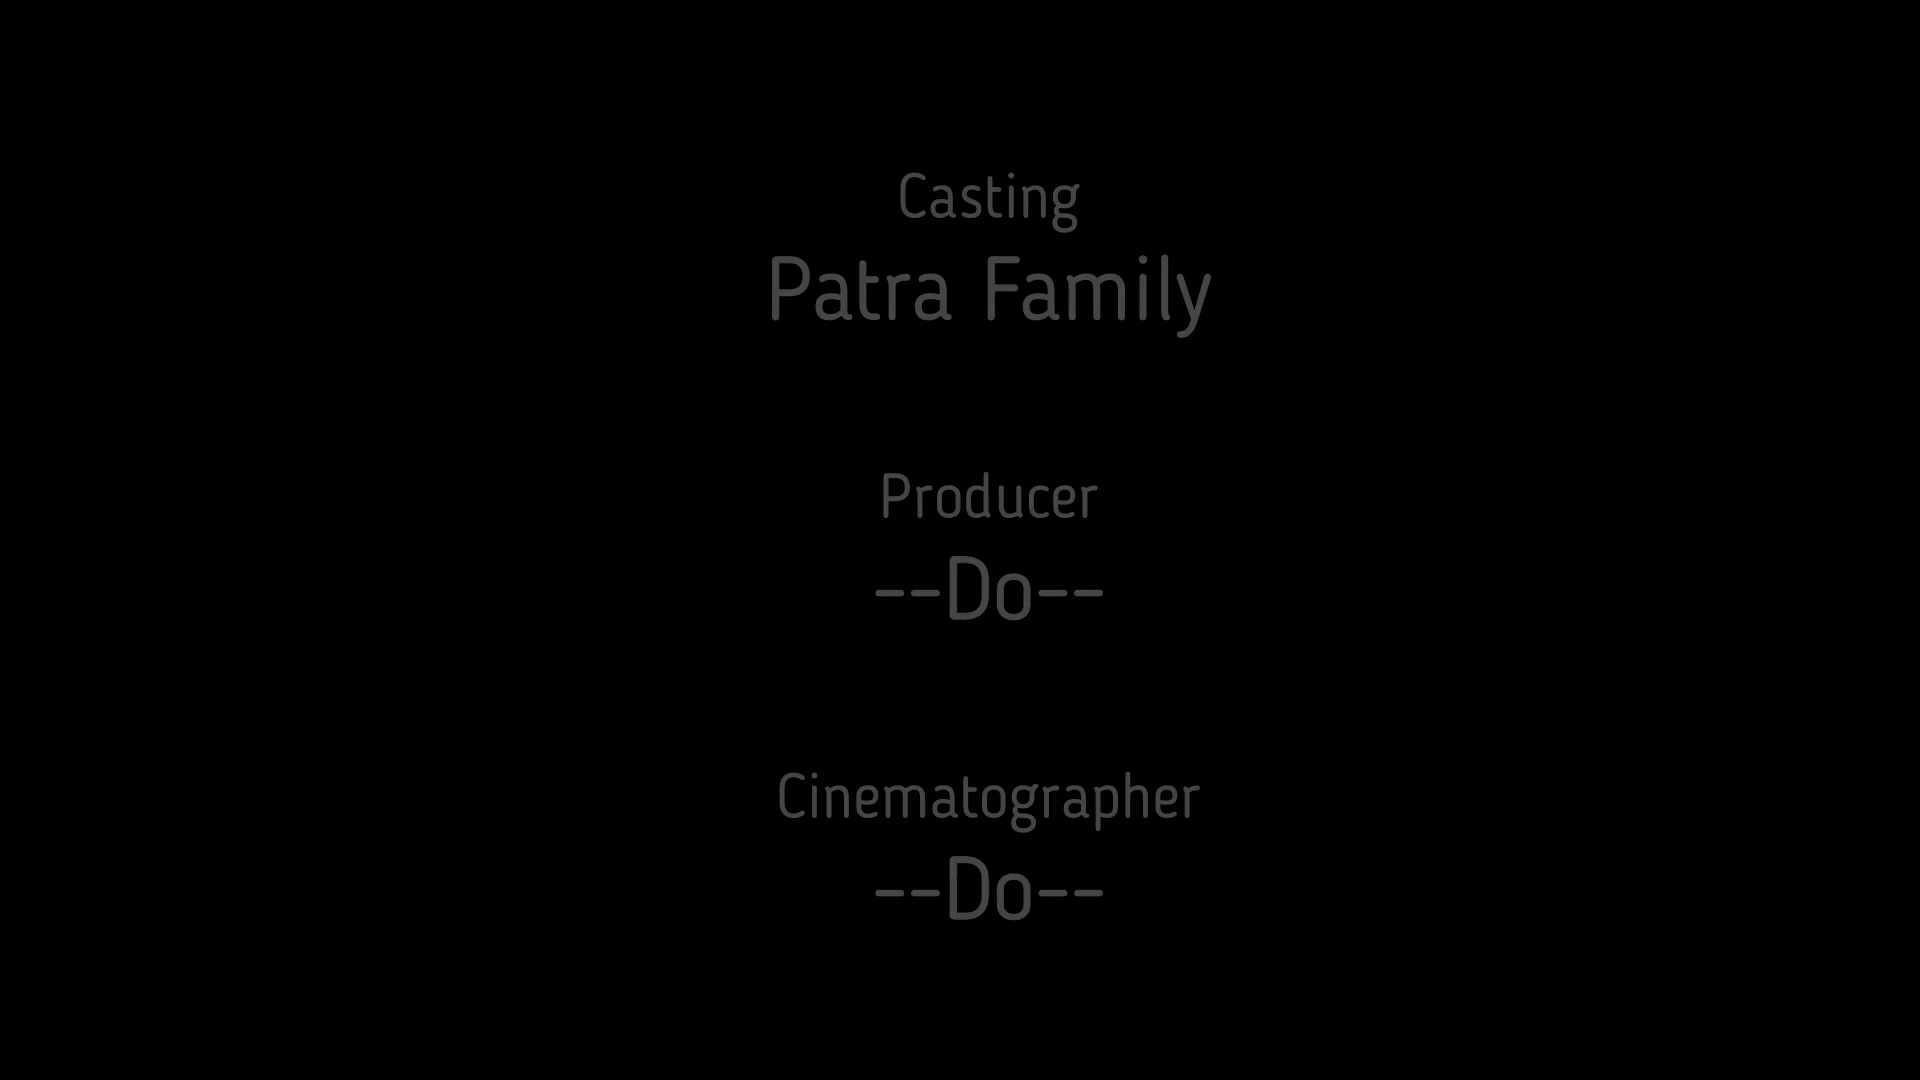 Casting
Patra Family
Producer
--Do--
Cinematographer
--Do--